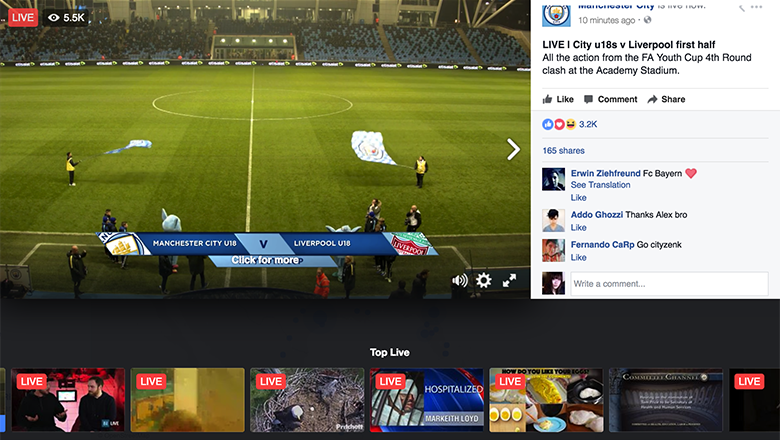 LIVE 5.5K
MANCHESTER CITY U18 V LIVERPOOL U18
Click for more
Manchester City is live now.
10 minutes ago ·
LIVE | City u18s v Liverpool first half
All the action from the FA Youth Cup 4th Round
clash at the Academy Stadium.
Like Comment Share
3.2K
165 shares
Erwin Ziehfreund Fc Bayern
See Translation
Like
Addo Ghozzi Thanks Alex bro
Like
Fernando CaRp Go cityzenk
Like
Write a comment...
Top Live
LIVE
LIVE
LIVE
LIVE
HOSPITALIZED
MARKEITH LOYD
LIVE
HOW DO YOU LIKE YOUR EGGS?
COMMITTEE CHANNEL
LIVE